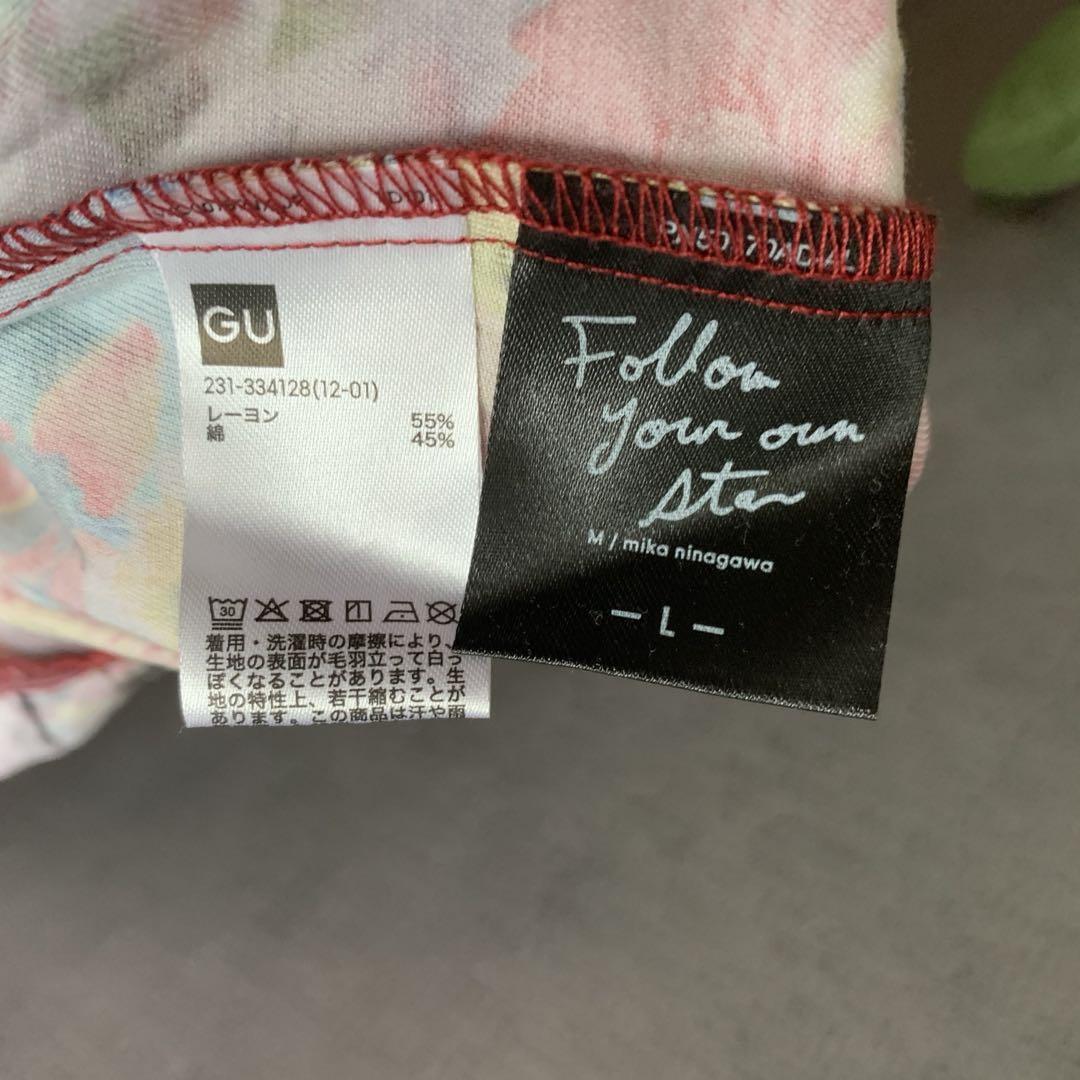 GU
231-334128(12-01)
レーヨン 55%
綿 45%
30
着用・洗濯時の摩擦により、
生地の表面が毛羽立って白っ
ぽくなることがあります。生
地の特性上、若干縮むことが
あります。この商品は汗や雨
Follow
your own
star
M / mika ninagawa
— L —